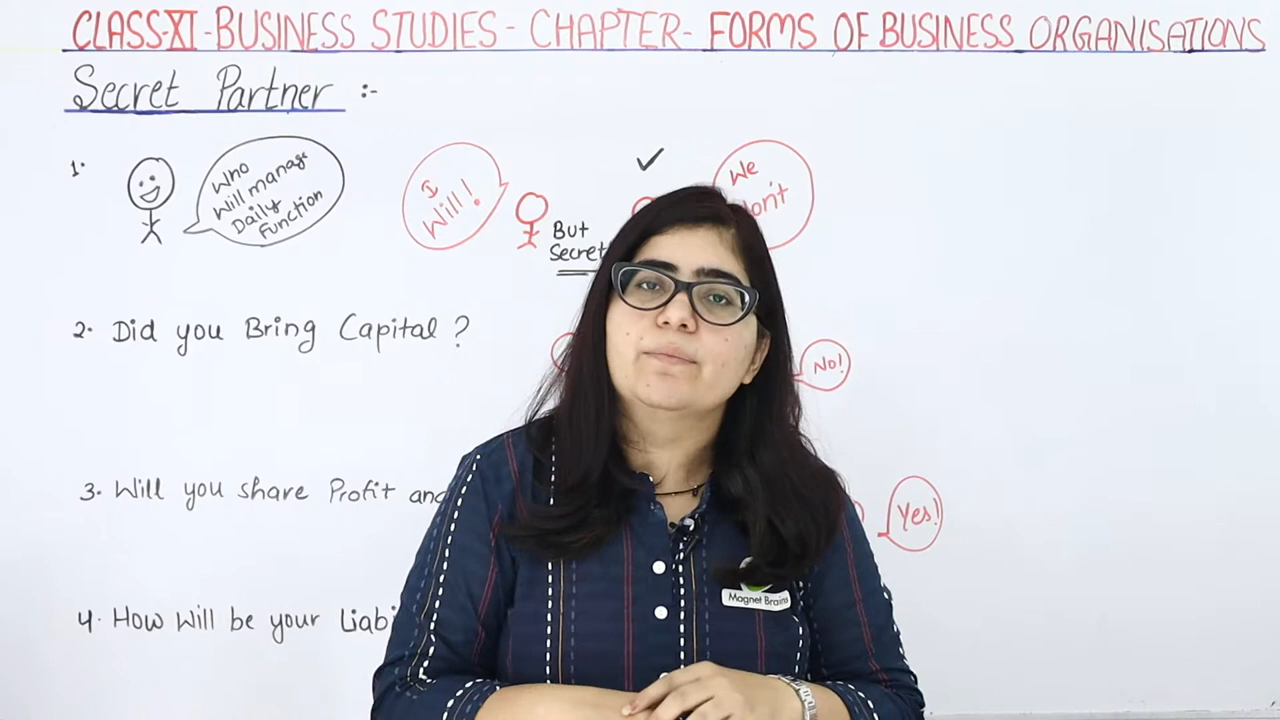 CLASS-XI-BUSINESS STUDIES - CHAPTER- FORMS OF BUSINESS ORGANISATIONS
Secret Partner :-
1.
Who
Will manage
Daily
Function
I
Will!
But
Secret
We
2. Did you Bring Capital ?
No!
3. Will you share Profit and
Yes!
4. How Will be your
Magnet Brains